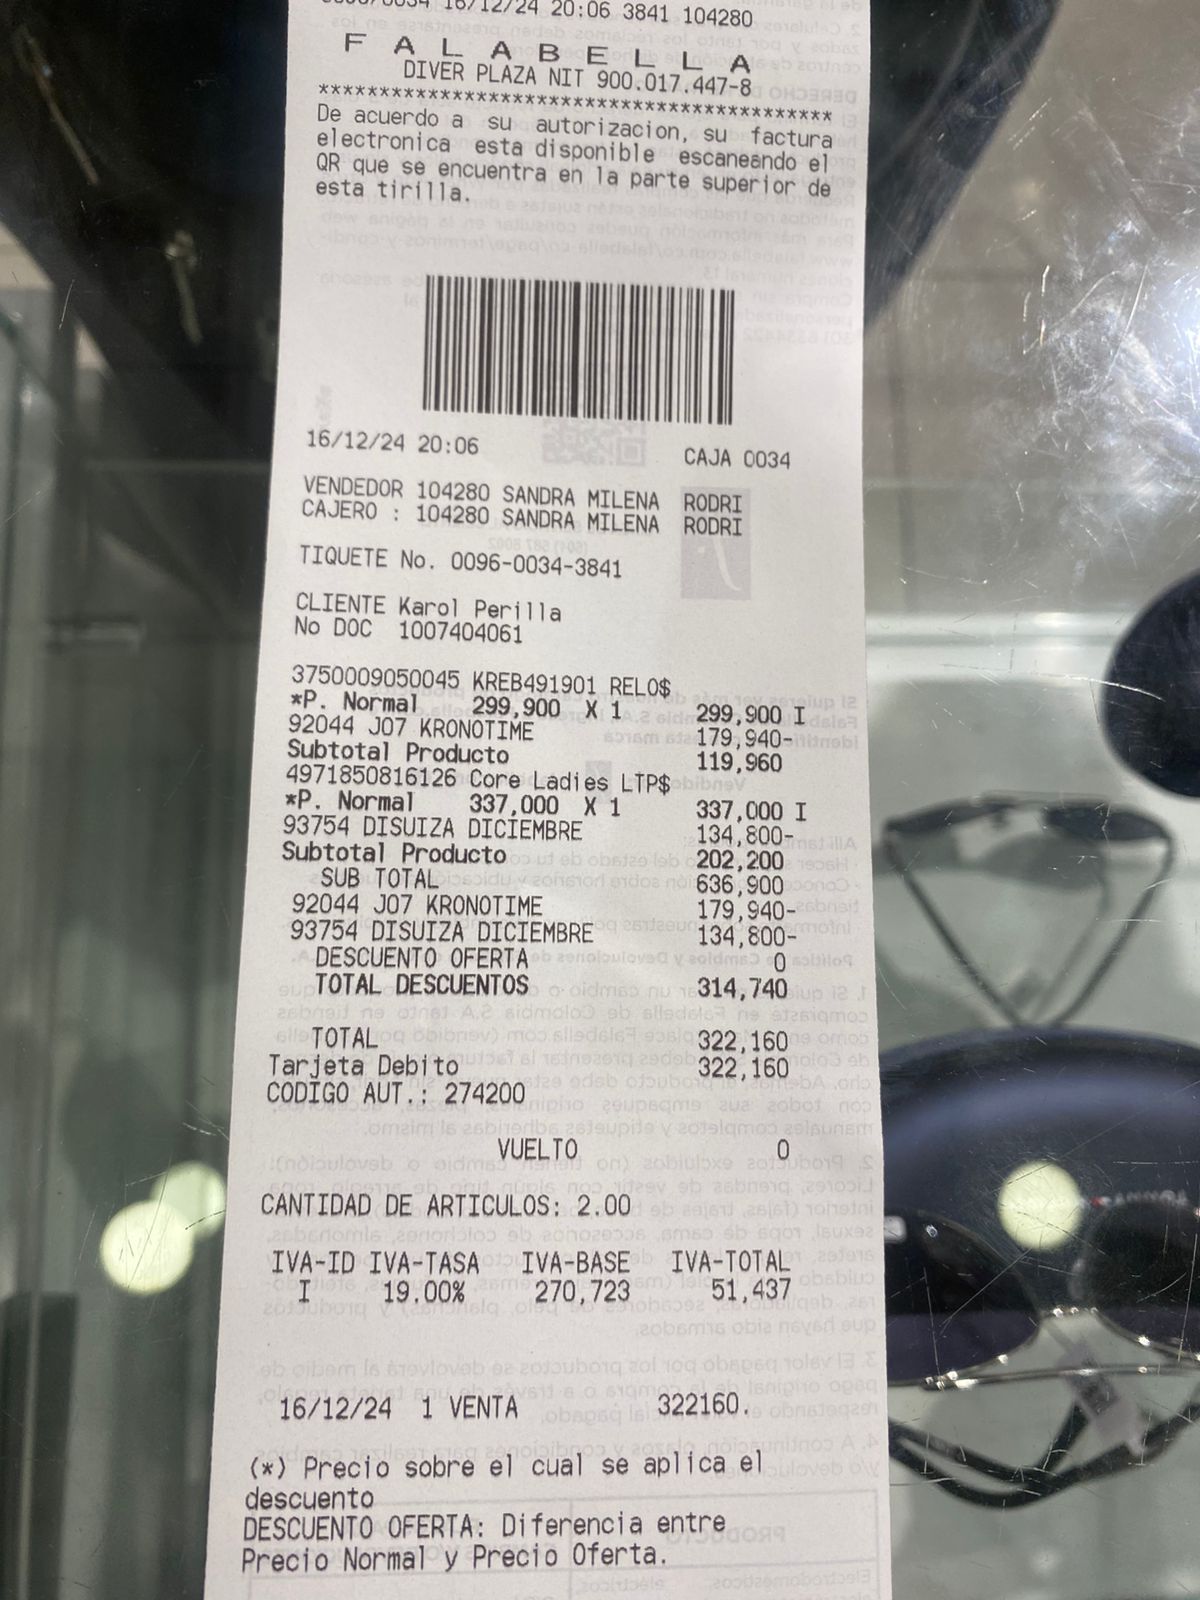 16/12/24 20:06 3841 104280
FALABELLA
DIVER PLAZA NIT 900.017.447-8
******************************************
De acuerdo a su autorizacion, su factura
electronica esta disponible escaneando el
QR que se encuentra en la parte superior de
esta tirilla.
16/12/24 20:06 CAJA 0034
VENDEDOR 104280 SANDRA MILENA RODRI
CAJERO : 104280 SANDRA MILENA RODRI
TIQUETE No. 0096-0034-3841
CLIENTE Karol Perilla
No DOC 1007404061
3750009050045 KREB491901 RELO$
*P. Normal 299,900 X 1 299,900 I
92044 J07 KRONOTIME 179,940-
Subtotal Producto 119,960
4971850816126 Core Ladies LTP$
*P. Normal 337,000 X 1 337,000 I
93754 DISUIZA DICIEMBRE 134,800-
Subtotal Producto 202,200
SUB TOTAL 636,900
92044 J07 KRONOTIME 179,940-
93754 DISUIZA DICIEMBRE 134,800-
DESCUENTO OFERTA 0
TOTAL DESCUENTOS 314,740
TOTAL 322,160
Tarjeta Debito 322,160
CODIGO AUT.: 274200
VUELTO 0
CANTIDAD DE ARTICULOS: 2.00
IVA-ID IVA-TASA IVA-BASE IVA-TOTAL
I 19.00% 270,723 51,437
16/12/24 1 VENTA 322160.
(*) Precio sobre el cual se aplica el
descuento
DESCUENTO OFERTA: Diferencia entre
Precio Normal y Precio Oferta.